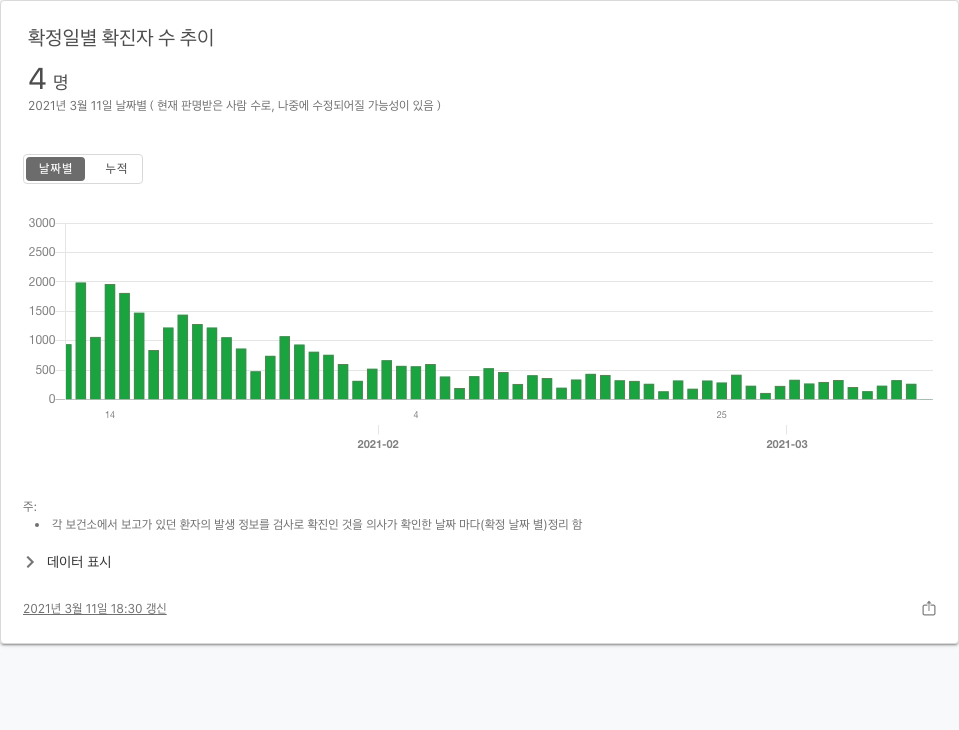 확정일별 확진자 수 추이
4 명
2021년 3월 11일 날짜별 ( 현재 판명받은 사람 수로, 나중에 수정되어질 가능성이 있음 )
날짜별 누적
3000
2500
2000
1500
1000
500
0
14 4 25
2021-02 2021-03
주:
• 각 보건소에서 보고가 있던 환자의 발생 정보를 검사로 확진인 것을 의사가 확인한 날짜 마다(확정 날짜 별)정리 함
데이터 표시
2021년 3월 11일 18:30 갱신